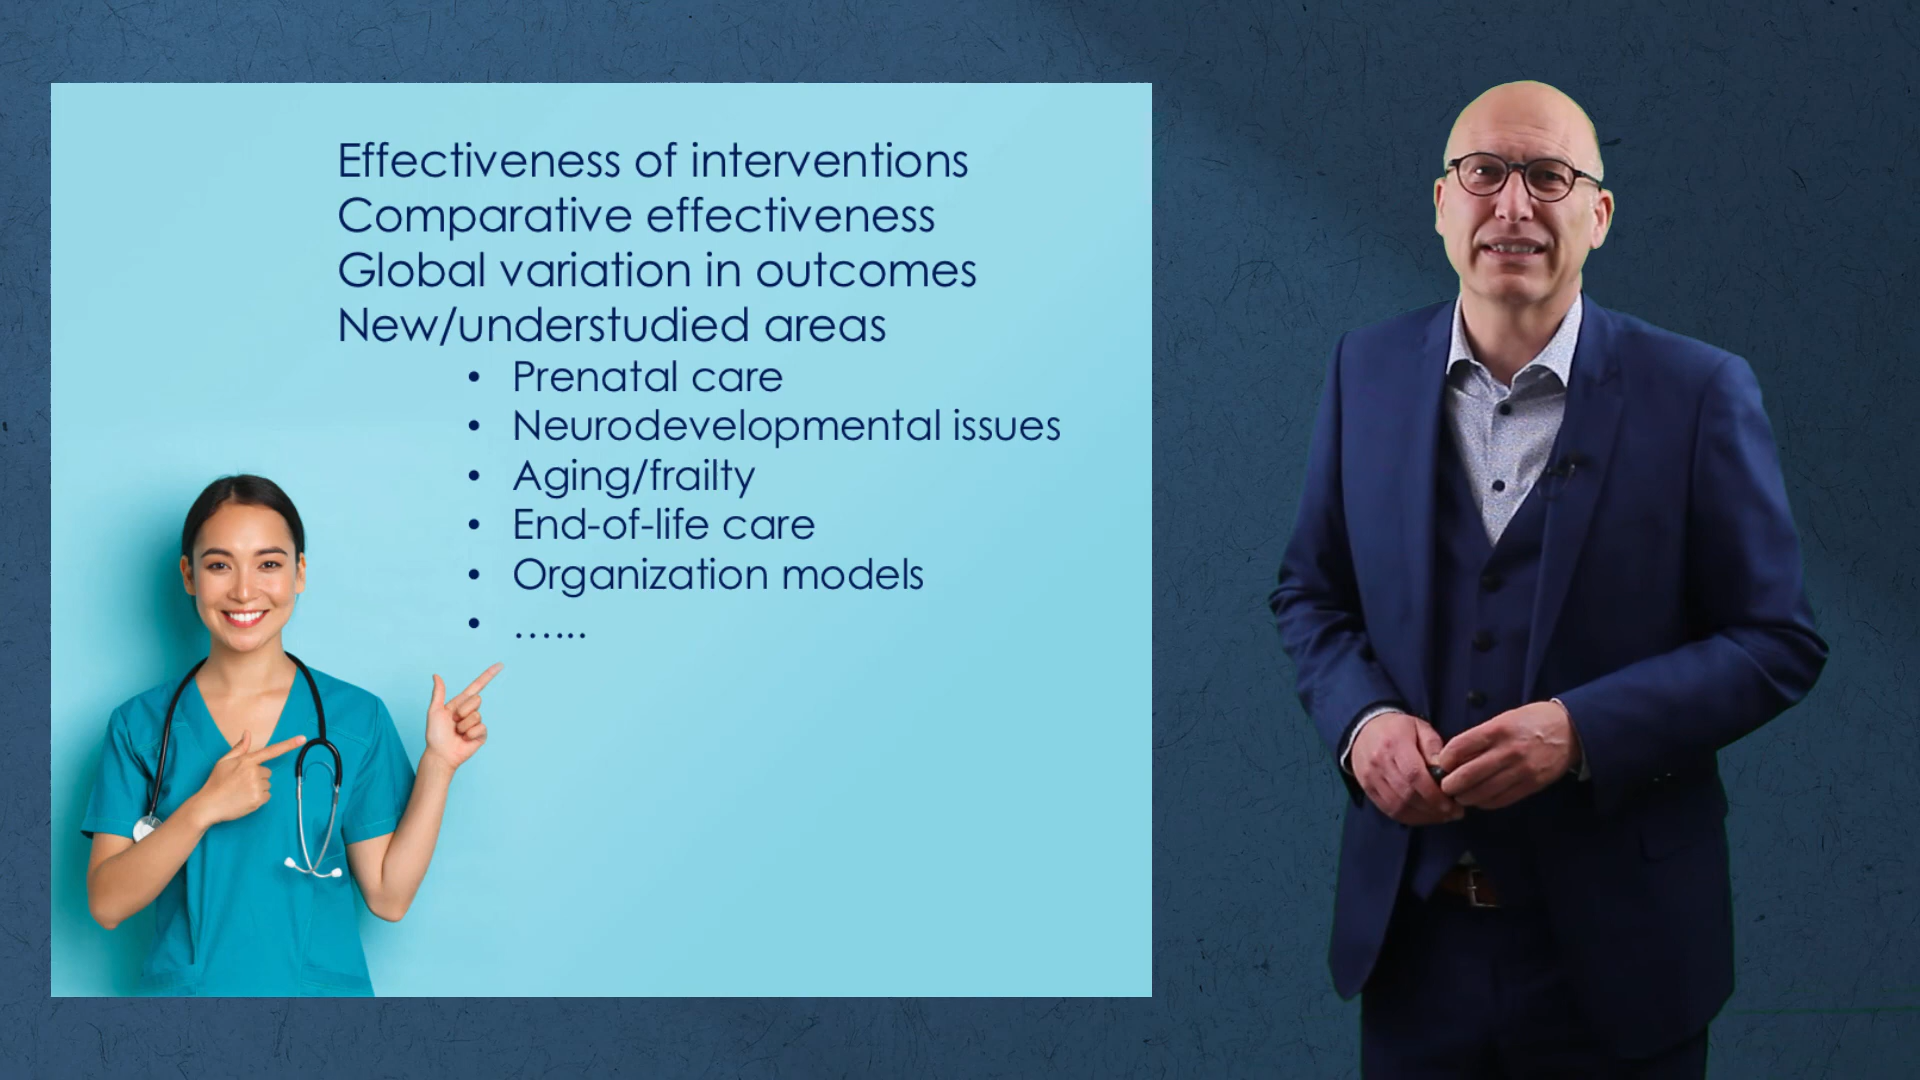 Effectiveness of interventions
Comparative effectiveness
Global variation in outcomes
New/understudied areas
• Prenatal care
• Neurodevelopmental issues
• Aging/frailty
• End-of-life care
• Organization models
• ......